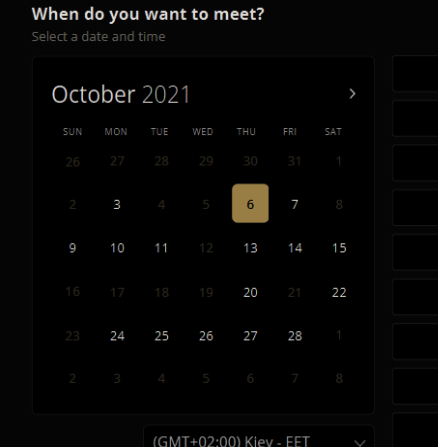 When do you want to meet?
Select a date and time
October 2021
SUN MON TUE WED THU FRI SAT
26 27 28 29 30 31 1
2 3 4 5 6 7 8
9 10 11 12 13 14 15
16 17 18 19 20 21 22
23 24 25 26 27 28 1
2 3 4 5 6 7 8
(GMT+02:00) Kiev - EET